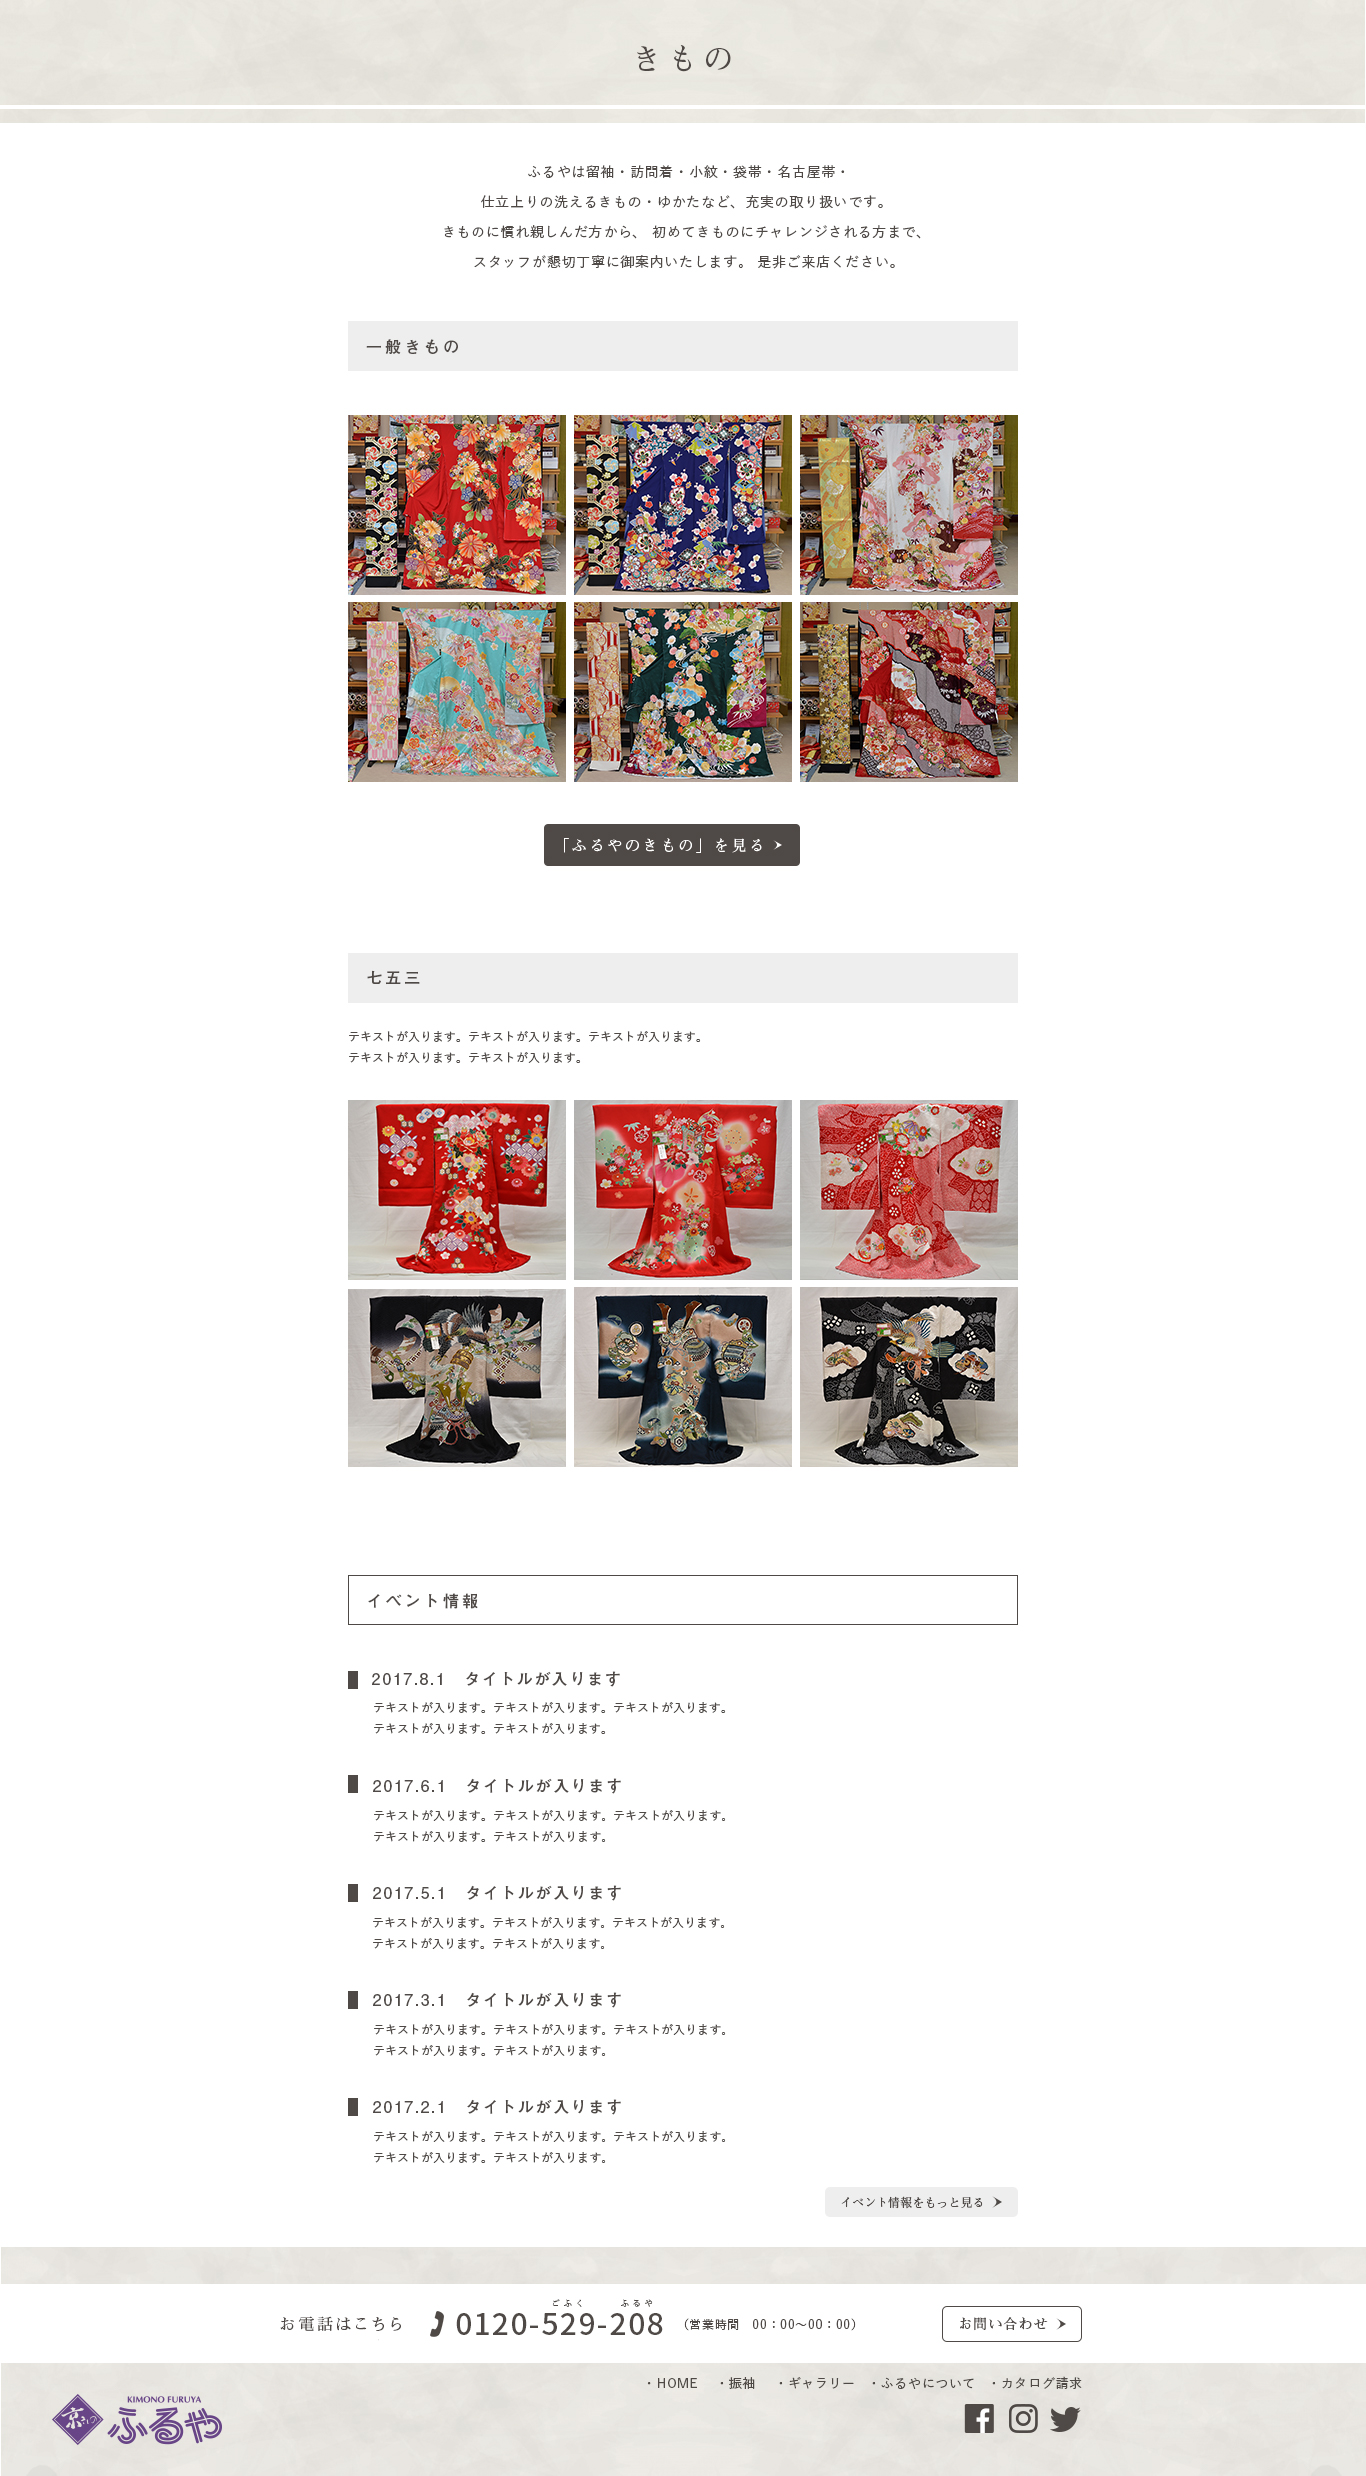 きもの
ふるやは留袖・訪問着・小紋・袋帯・名古屋帯・
仕立上りの洗えるきもの・ゆかたなど、充実の取り扱いです。
きものに慣れ親しんだ方から、 初めてきものにチャレンジされる方まで、
スタッフが懇切丁寧に御案内いたします。 是非ご来店ください。
一般きもの
「ふるやのきもの」を見る
七五三
テキストが入ります。テキストが入ります。テキストが入ります。
テキストが入ります。テキストが入ります。
イベント情報
2017.8.1　タイトルが入ります
テキストが入ります。テキストが入ります。テキストが入ります。
テキストが入ります。テキストが入ります。
2017.6.1　タイトルが入ります
テキストが入ります。テキストが入ります。テキストが入ります。
テキストが入ります。テキストが入ります。
2017.5.1　タイトルが入ります
テキストが入ります。テキストが入ります。テキストが入ります。
テキストが入ります。テキストが入ります。
2017.3.1　タイトルが入ります
テキストが入ります。テキストが入ります。テキストが入ります。
テキストが入ります。テキストが入ります。
2017.2.1　タイトルが入ります
テキストが入ります。テキストが入ります。テキストが入ります。
テキストが入ります。テキストが入ります。
イベント情報をもっと見る
ごふく　ふるや
お電話はこちら 0120-529-208 （営業時間　00：00〜00：00） お問い合わせ
・HOME ・振袖 ・ギャラリー ・ふるやについて ・カタログ請求
KIMONO FURUYA
京きもの ふるや